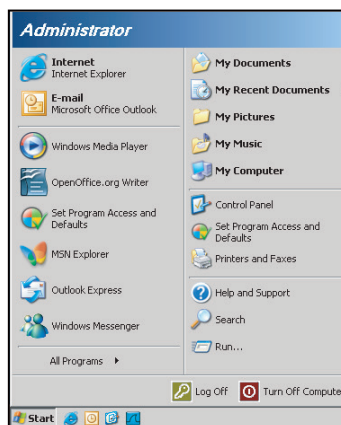 Administrator
Internet
Internet Explorer
E-mail
Microsoft Office Outlook
Windows Media Player
OpenOffice.org Writer
Set Program Access and
Defaults
MSN Explorer
Outlook Express
Windows Messenger
All Programs
My Documents
My Recent Documents
My Pictures
My Music
My Computer
Control Panel
Set Program Access and
Defaults
Printers and Faxes
Help and Support
Search
Run...
Log Off
Turn Off Compute
Start